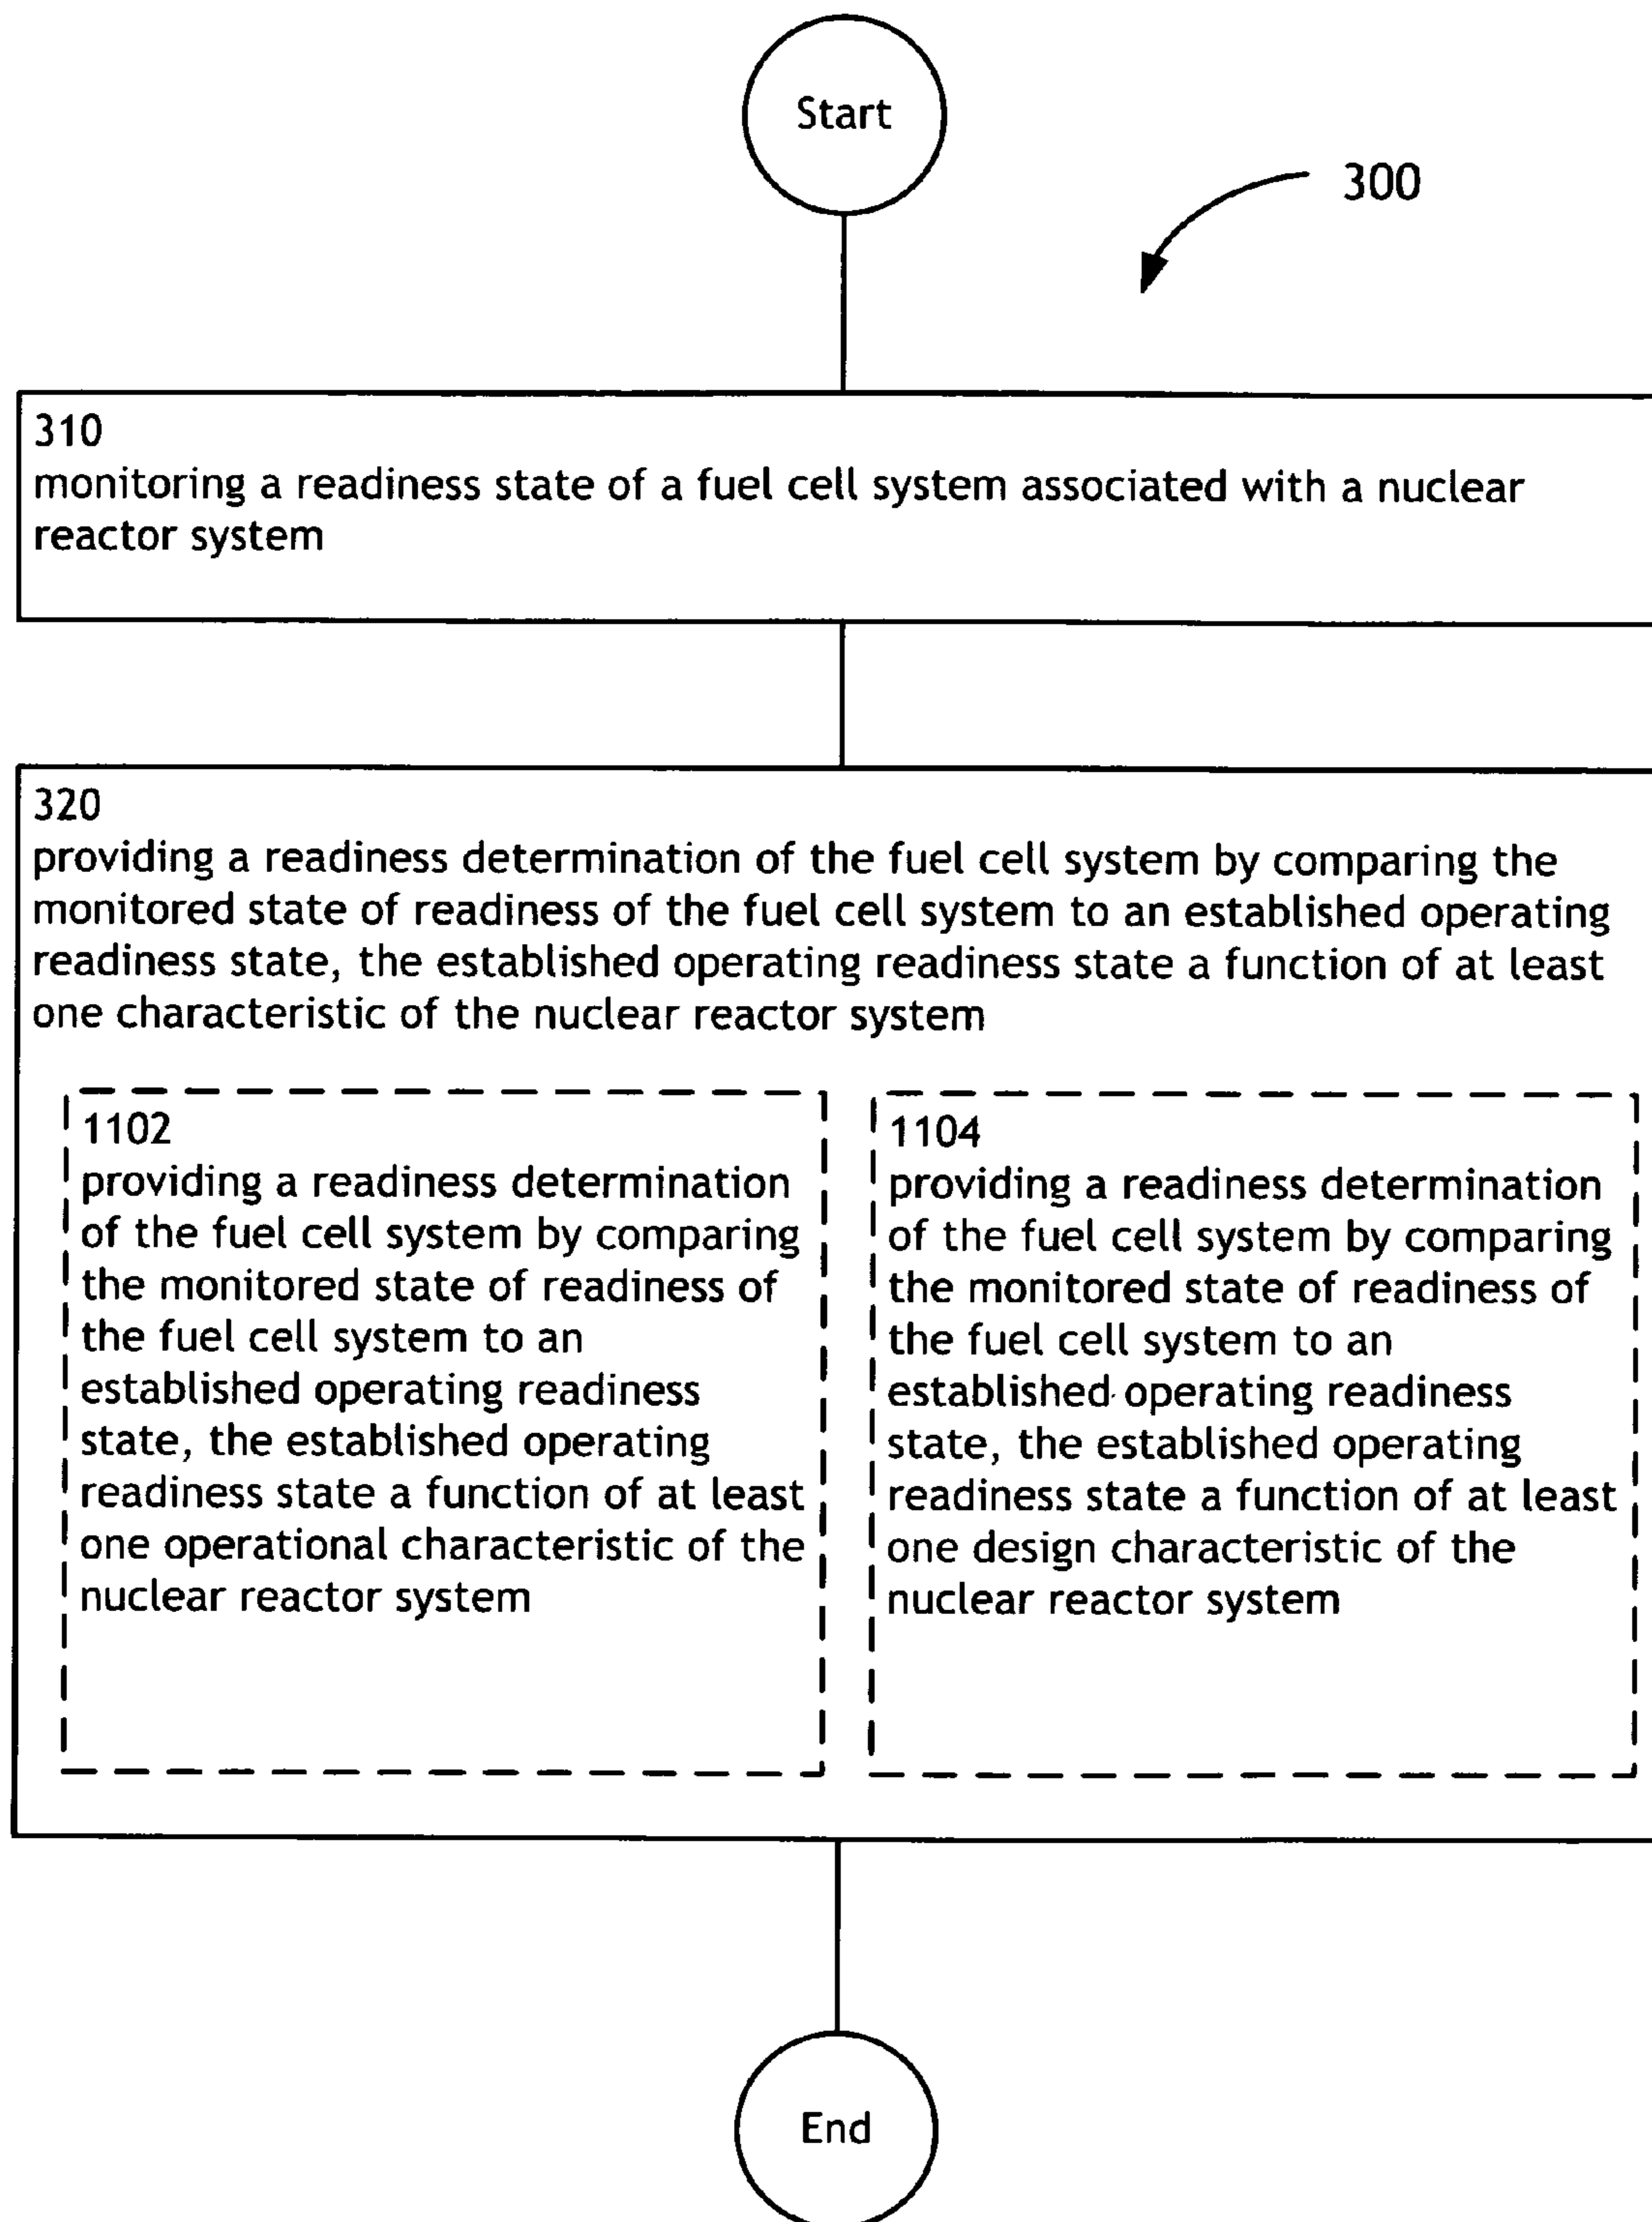 Start
300
310
monitoring a readiness state of a fuel cell system associated with a nuclear
reactor system
320
providing a readiness determination of the fuel cell system by comparing the
monitored state of readiness of the fuel cell system to an established operating
readiness state, the established operating readiness state a function of at least
one characteristic of the nuclear reactor system
1102
providing a readiness determination
of the fuel cell system by comparing
the monitored state of readiness of
the fuel cell system to an
established operating readiness
state, the established operating
readiness state a function of at least
one operational characteristic of the
nuclear reactor system
1104
providing a readiness determination
of the fuel cell system by comparing
the monitored state of readiness of
the fuel cell system to an
established operating readiness
state, the established operating
readiness state a function of at least
one design characteristic of the
nuclear reactor system
End